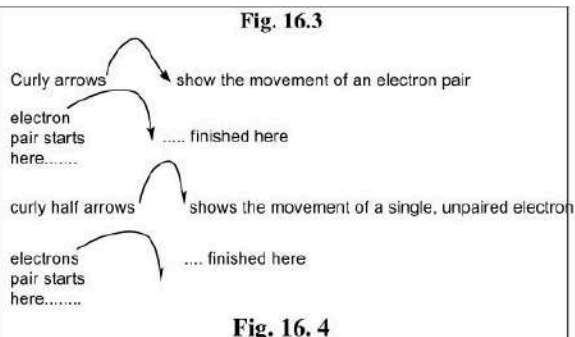 Fig. 16.3
Curly arrows show the movement of an electron pair
electron
pair starts
here....... ..... finished here
curly half arrows shows the movement of a single, unpaired electron
electrons .... finished here
pair starts
here........
Fig. 16. 4